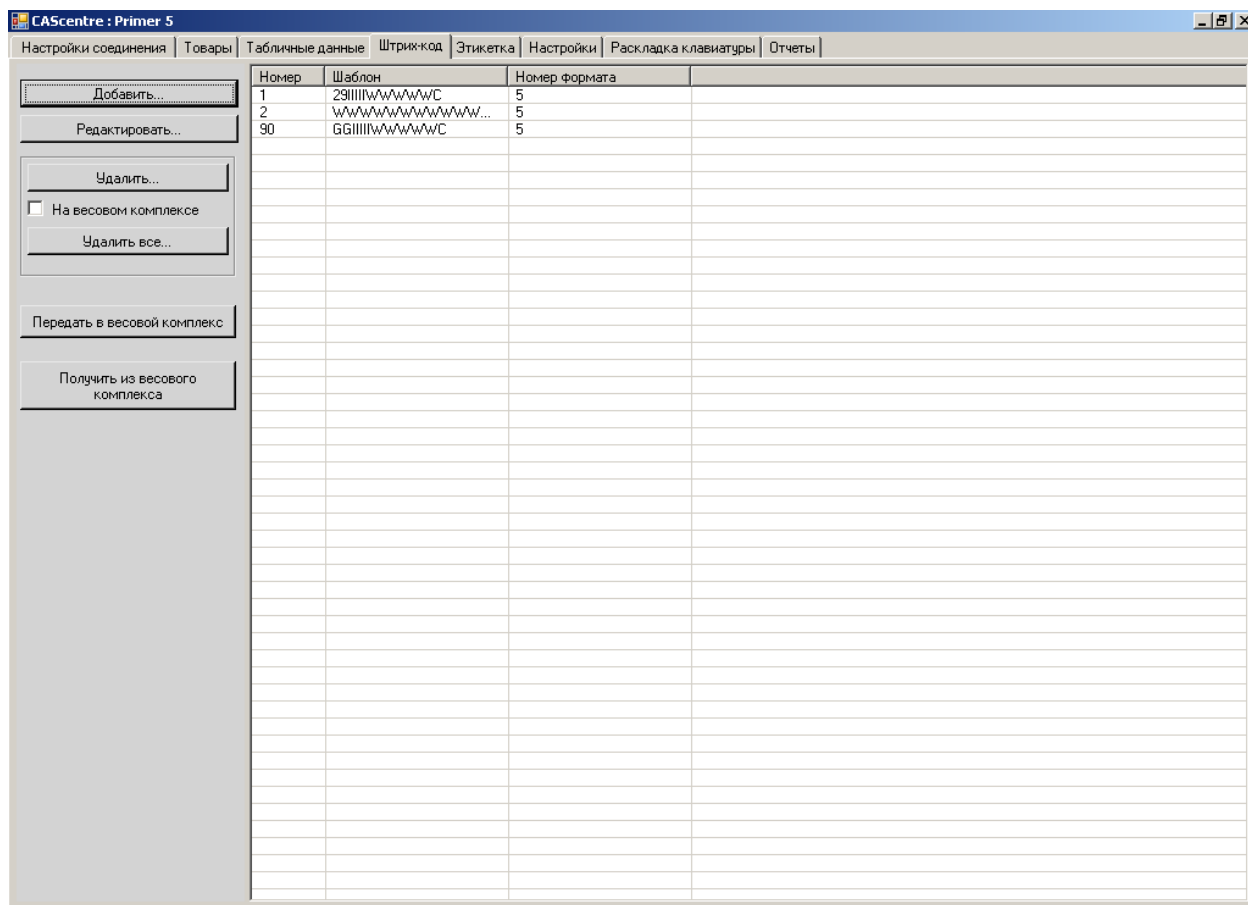 CAScentre : Primer 5
Настройки соединения Товары Табличные данные Штрих-код Этикетка Настройки Раскладка клавиатуры Отчеты
Добавить...
Редактировать...
Удалить...
На весовом комплексе
Удалить все...
Передать в весовой комплекс
Получить из весового
комплекса
Номер Шаблон Номер формата
1 29IIIIIWWWWWC 5
2 WWWWWWWWWWWW... 5
90 GGIIIIIWWWWWC 5